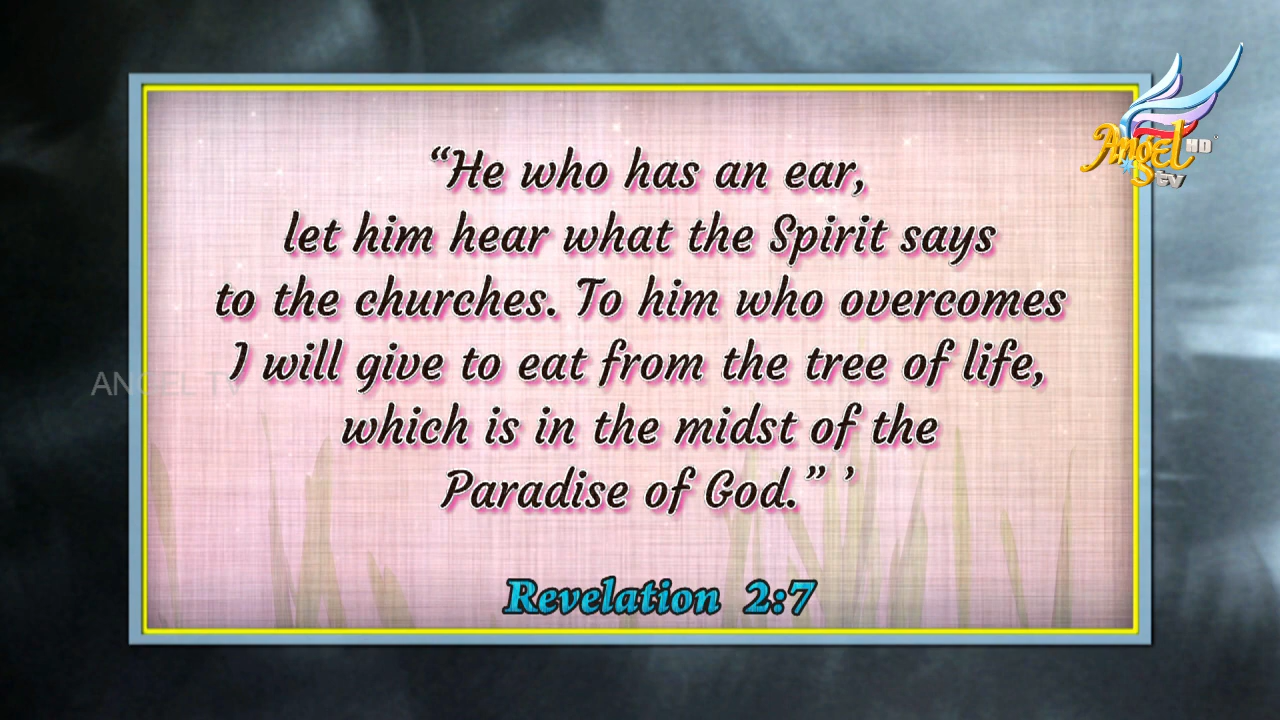 “He who has an ear,
let him hear what the Spirit says
to the churches. To him who overcomes
I will give to eat from the tree of life,
which is in the midst of the
Paradise of God.” ’
Revelation 2:7
Angel HD
tv
ANGEL TV